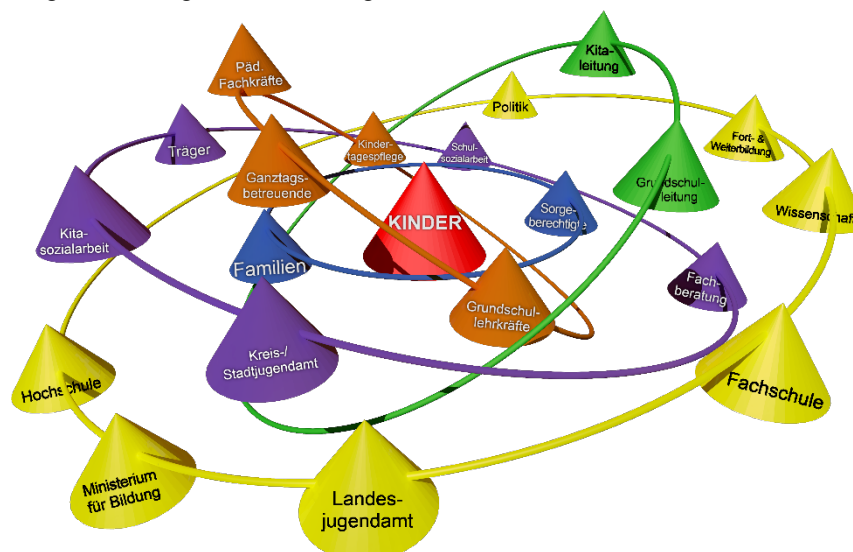 Kita-
leitung
Päd.
Fachkräfte
Politik
Fort- &
Weiterbildung
Träger
Kinder-
tagespflege
Schul-
sozialarbeit
Ganztags-
betreuende
Grundschul-
leitung
Wissenschaft
KINDER
Sorge-
berechtigte
Kita-
sozialarbeit
Familien
Fach-
beratung
Grundschul-
lehrkräfte
Kreis-/
Stadtjugendamt
Hochschule
Fachschule
Ministerium
für Bildung
Landes-
jugendamt